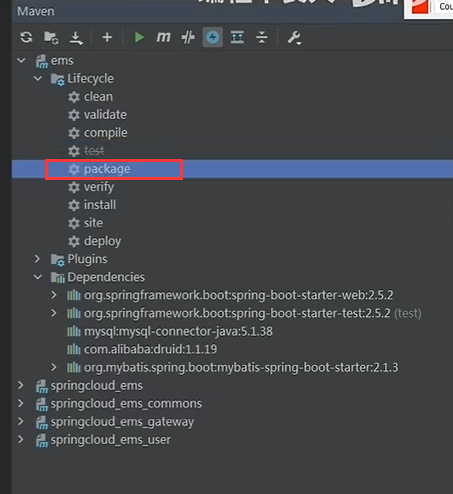 Cou
Maven
m
ems
Lifecycle
clean
validate
compile
test
package
verify
install
site
deploy
Plugins
Dependencies
org.springframework.boot:spring-boot-starter-web:2.5.2
org.springframework.boot:spring-boot-starter-test:2.5.2 (test)
mysql:mysql-connector-java:5.1.38
com.alibaba:druid:1.1.19
org.mybatis.spring.boot:mybatis-spring-boot-starter:2.1.3
springcloud_ems
springcloud_ems_commons
springcloud_ems_gateway
springcloud_ems_user